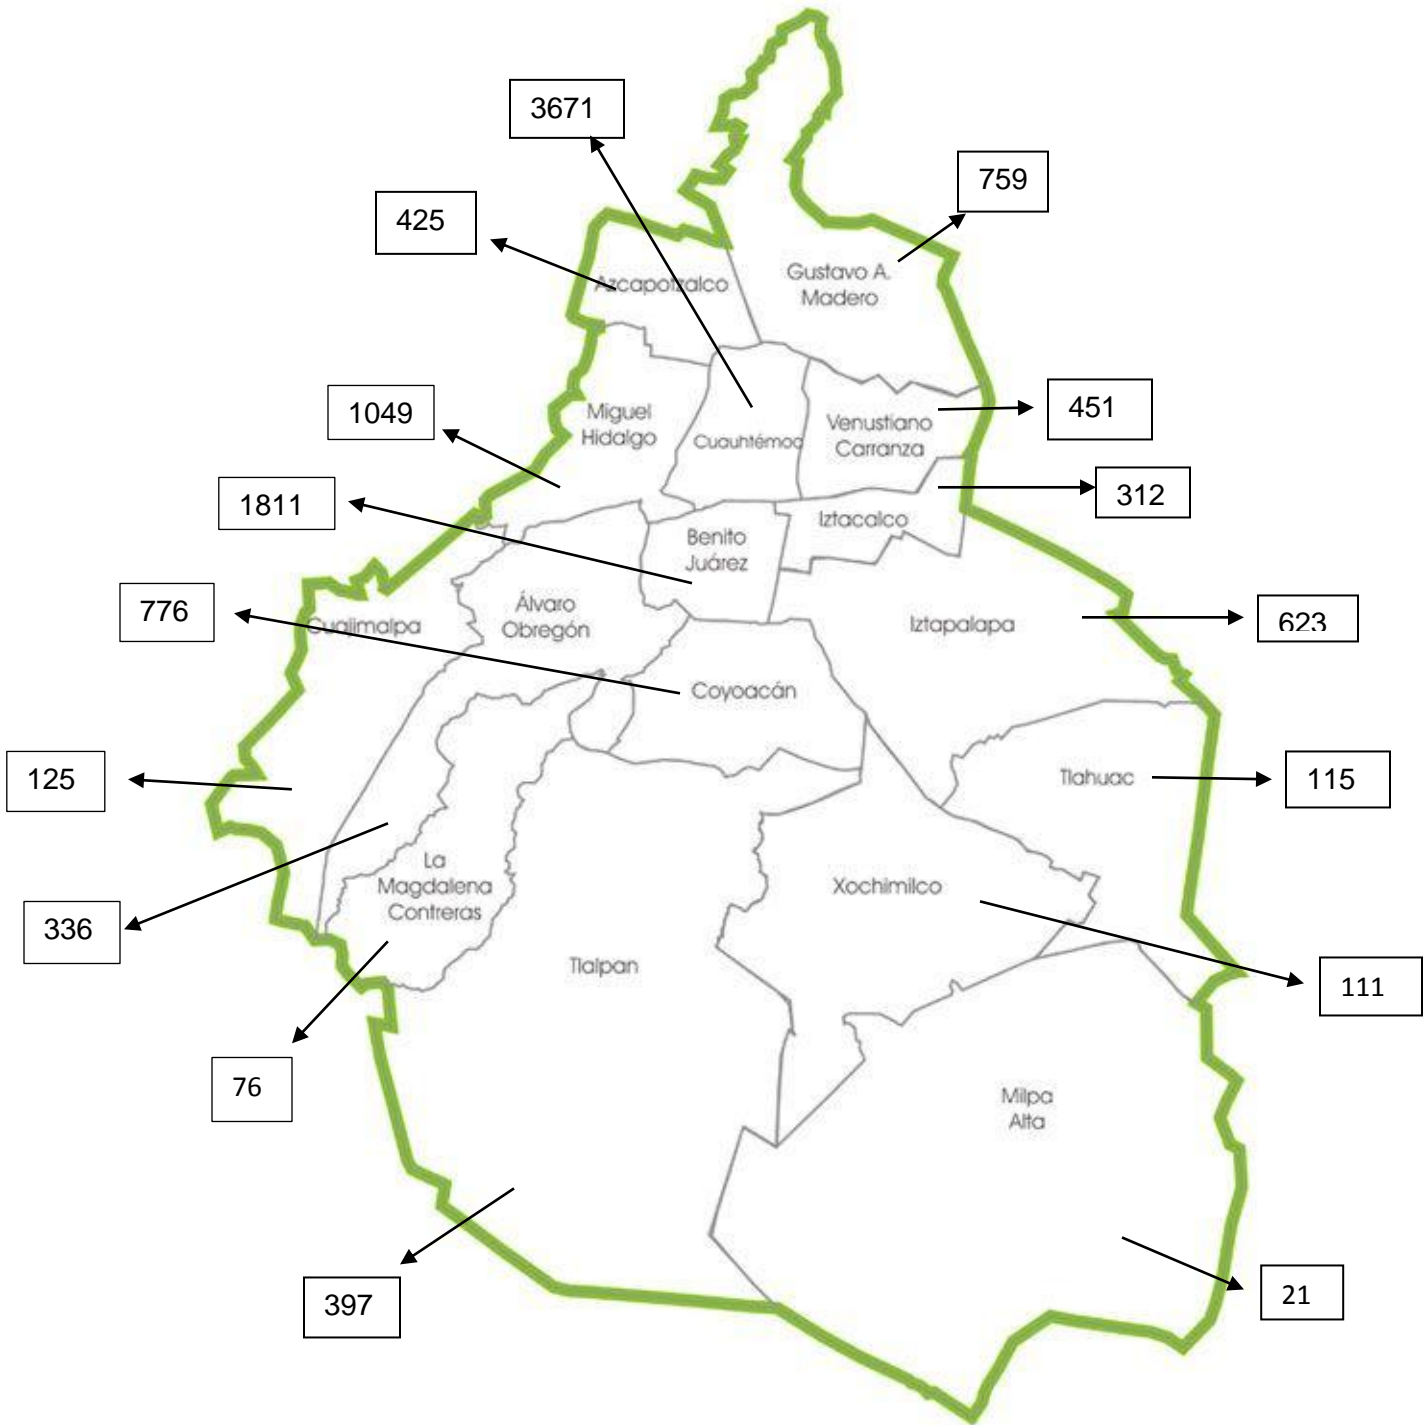 3671
759
425
Azcapotzalco
Gustavo A.
Madero
1049
Miguel
Hidalgo
Cuauhtémoc
Venustiano
Carranza
451
1811
312
Iztacalco
Benito
Juárez
776
Cuajimalpa
Álvaro
Obregón
Iztapalapa
623
Coyoacán
125
Tlahuac
115
336
La
Magdalena
Contreras
Xochimilco
Tlalpan
111
76
Milpa
Alta
397
21